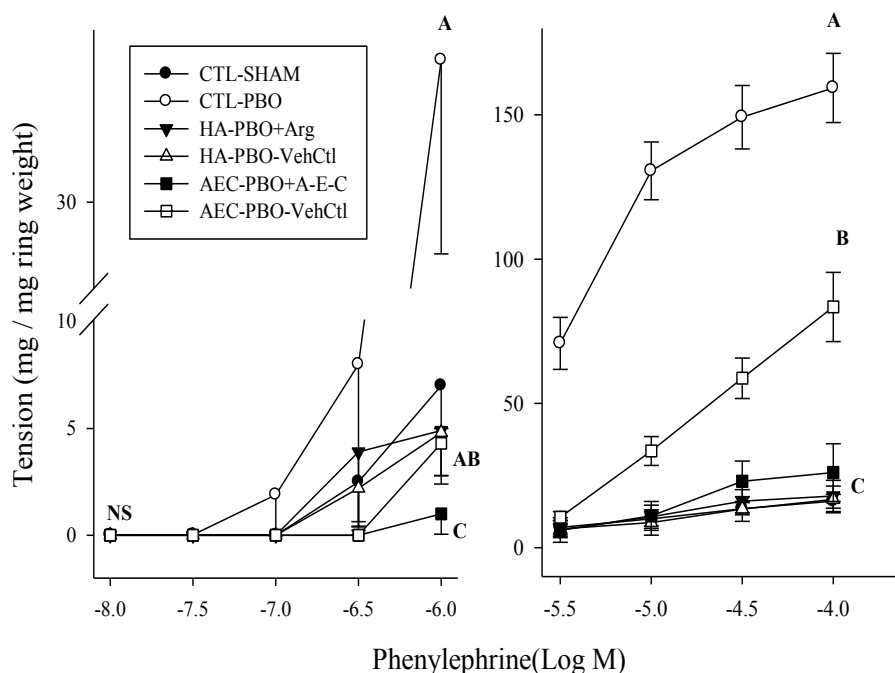 A
A
CTL-SHAM
CTL-PBO
HA-PBO+Arg
HA-PBO-VehCtl
AEC-PBO+A-E-C
AEC-PBO-VehCtl
Tension (mg / mg ring weight)
30
10
5
0
NS
AB
C
-8.0 -7.5 -7.0 -6.5 -6.0
150
100
50
0
B
C
-5.5 -5.0 -4.5 -4.0
Phenylephrine(Log M)